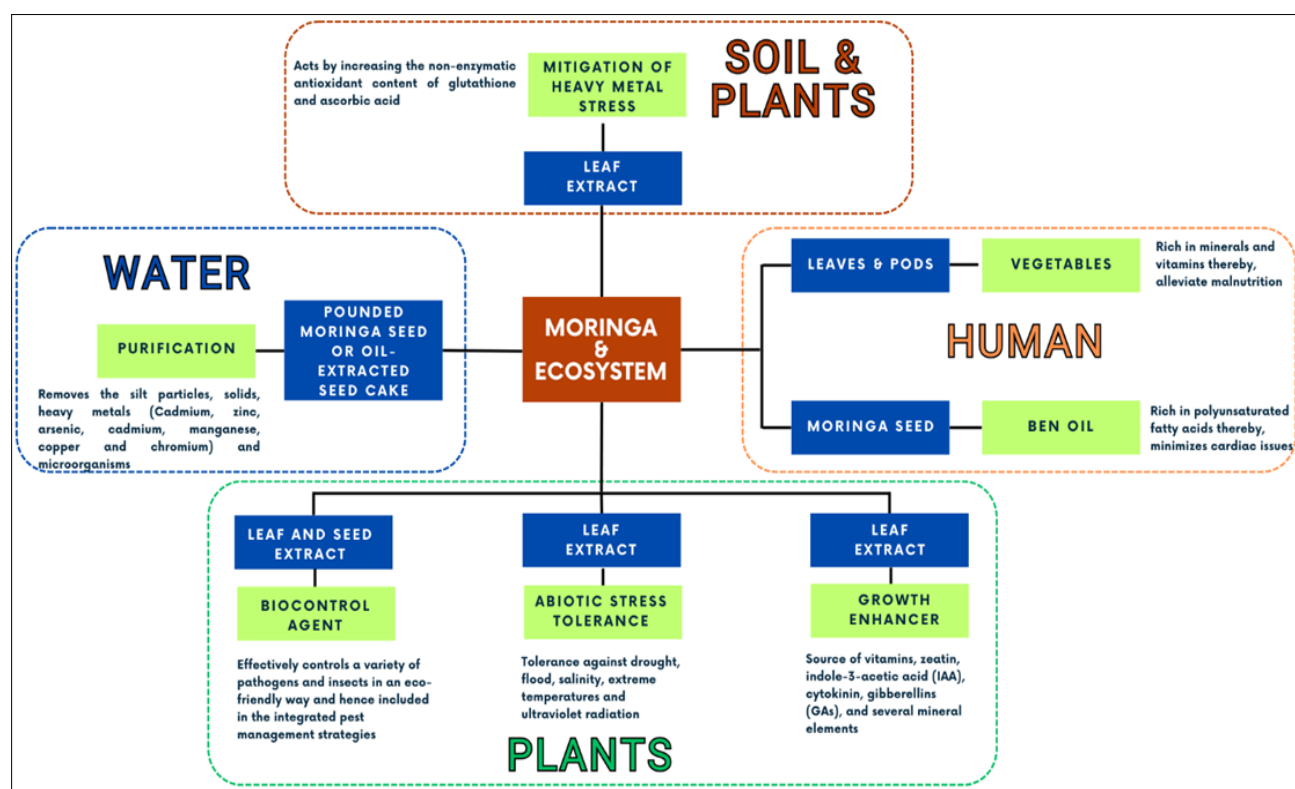 Acts by increasing the non-enzymatic
antioxidant content of glutathione
and ascorbic acid
MITIGATION OF
HEAVY METAL
STRESS
SOIL &
PLANTS
LEAF
EXTRACT
WATER
PURIFICATION
POUNDED
MORINGA SEED
OR OIL-
EXTRACTED
SEED CAKE
Removes the silt particles, solids,
heavy metals (Cadmium, zinc,
arsenic, cadmium, manganese,
copper and chromium) and
microorganisms
MORINGA
&
ECOSYSTEM
LEAVES & PODS
VEGETABLES
Rich in minerals and
vitamins thereby,
alleviate malnutrition
HUMAN
MORINGA SEED
BEN OIL
Rich in polyunsaturated
fatty acids thereby,
minimizes cardiac issues
LEAF AND SEED
EXTRACT
BIOCONTROL
AGENT
Effectively controls a variety of
pathogens and insects in an eco-
friendly way and hence included
in the integrated pest
management strategies
LEAF
EXTRACT
ABIOTIC STRESS
TOLERANCE
Tolerance against drought,
flood, salinity, extreme
temperatures and
ultraviolet radiation
LEAF
EXTRACT
GROWTH
ENHANCER
Source of vitamins, zeatin,
indole-3-acetic acid (IAA),
cytokinin, gibberellins
(GAs), and several mineral
elements
PLANTS